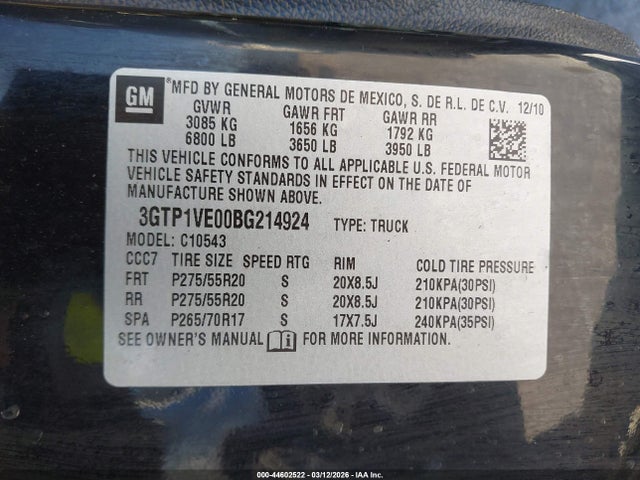 GM
*MFD BY GENERAL MOTORS DE MEXICO, S. DE R.L. DE C.V. 12/10
GVWR GAWR FRT GAWR RR
3085 KG 1656 KG 1792 KG
6800 LB 3650 LB 3950 LB
THIS VEHICLE CONFORMS TO ALL APPLICABLE U.S. FEDERAL MOTOR
VEHICLE SAFETY STANDARDS IN EFFECT ON THE DATE OF
MANUFACTURE SHOWN ABOVE.
3GTP1VE00BG214924 TYPE: TRUCK
MODEL: C10543
CCC7 TIRE SIZE SPEED RTG RIM COLD TIRE PRESSURE
FRT P275/55R20 S 20X8.5J 210KPA(30PSI)
RR P275/55R20 S 20X8.5J 210KPA(30PSI)
SPA P265/70R17 S 17X7.5J 240KPA(35PSI)
SEE OWNER'S MANUAL FOR MORE INFORMATION.
000-44602522 - 03/12/2026 - IAA Inc.